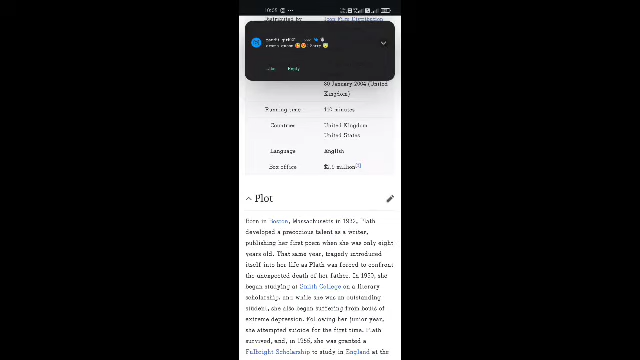 Distributed by Icon Film Distribution
Like Reply
30 January 2004 (United
Kingdom)
Running time minutes
Countries United Kingdom
United States
Language English
Box office million
Plot
Born in Boston, Massachusetts in 1932, Plath
developed a precocious talent as a writer,
publishing her first poem when she was only eight
years old. That same year, tragedy introduced
itself into her life as Plath was forced to confront
the unexpected death of her father. In 1950, she
began studying at Smith College on a literary
scholarship, and while she was an outstanding
student, she also began suffering from bouts of
extreme depression. Following her junior year,
she attempted suicide for the first time. Plath
survived, and, in 1955, she was granted a
Fulbright Scholarship to study in England at the